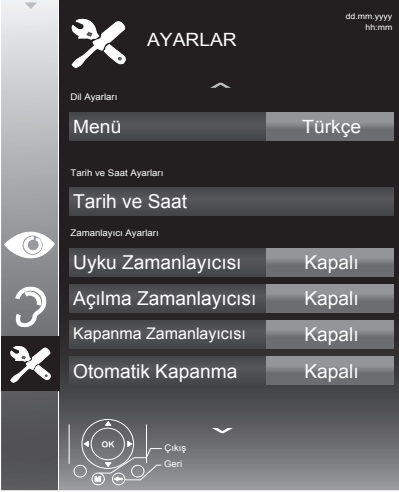 dd.mm.yyyy
hh:mm
AYARLAR
Dil Ayarları
Menü Türkçe
Tarih ve Saat Ayarları
Tarih ve Saat
Zamanlayıcı Ayarları
Uyku Zamanlayıcısı Kapalı
Açılma Zamanlayıcısı Kapalı
Kapanma Zamanlayıcısı Kapalı
Otomatik Kapanma Kapalı
OK
Çıkış
Geri
M